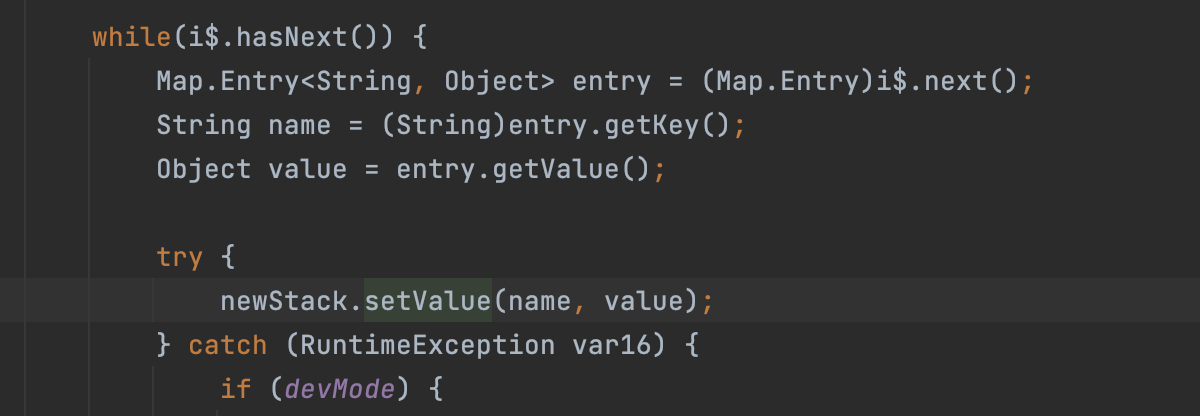 while(i$.hasNext()) {
Map.Entry<String, Object> entry = (Map.Entry)i$.next();
String name = (String)entry.getKey();
Object value = entry.getValue();
try {
newStack.setValue(name, value);
} catch (RuntimeException var16) {
if (devMode) {